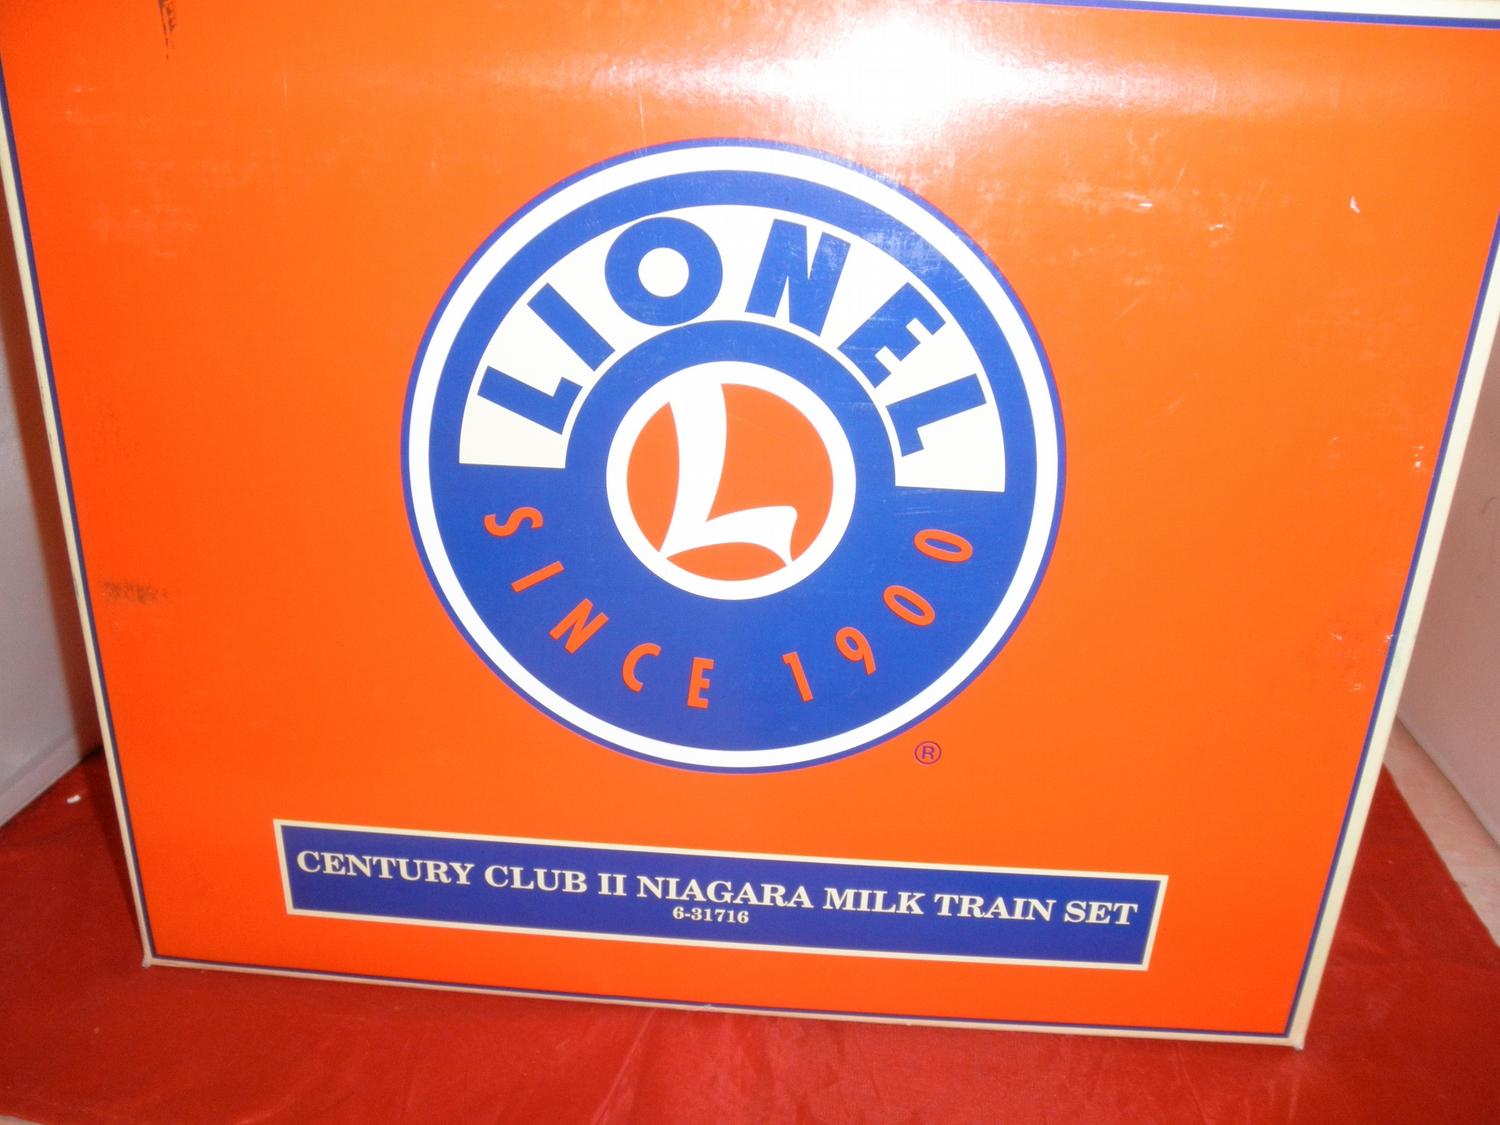 LIONEL
L
SINCE 1900
®
CENTURY CLUB II NIAGARA MILK TRAIN SET
6-31716